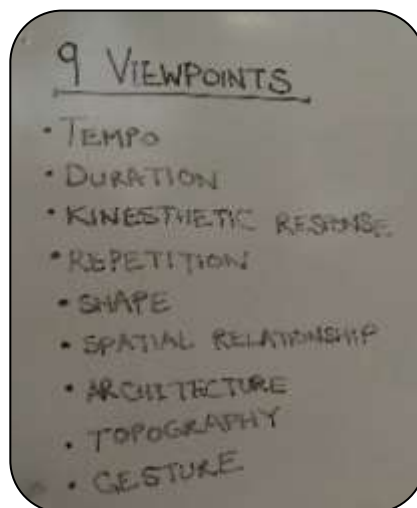 9 VIEWPOINTS
• TEMPO
• DURATION
• KINESTHETIC RESPONSE
• REPETITION
• SHAPE
• SPATIAL RELATIONSHIP
• ARCHITECTURE
• TOPOGRAPHY
• GESTURE